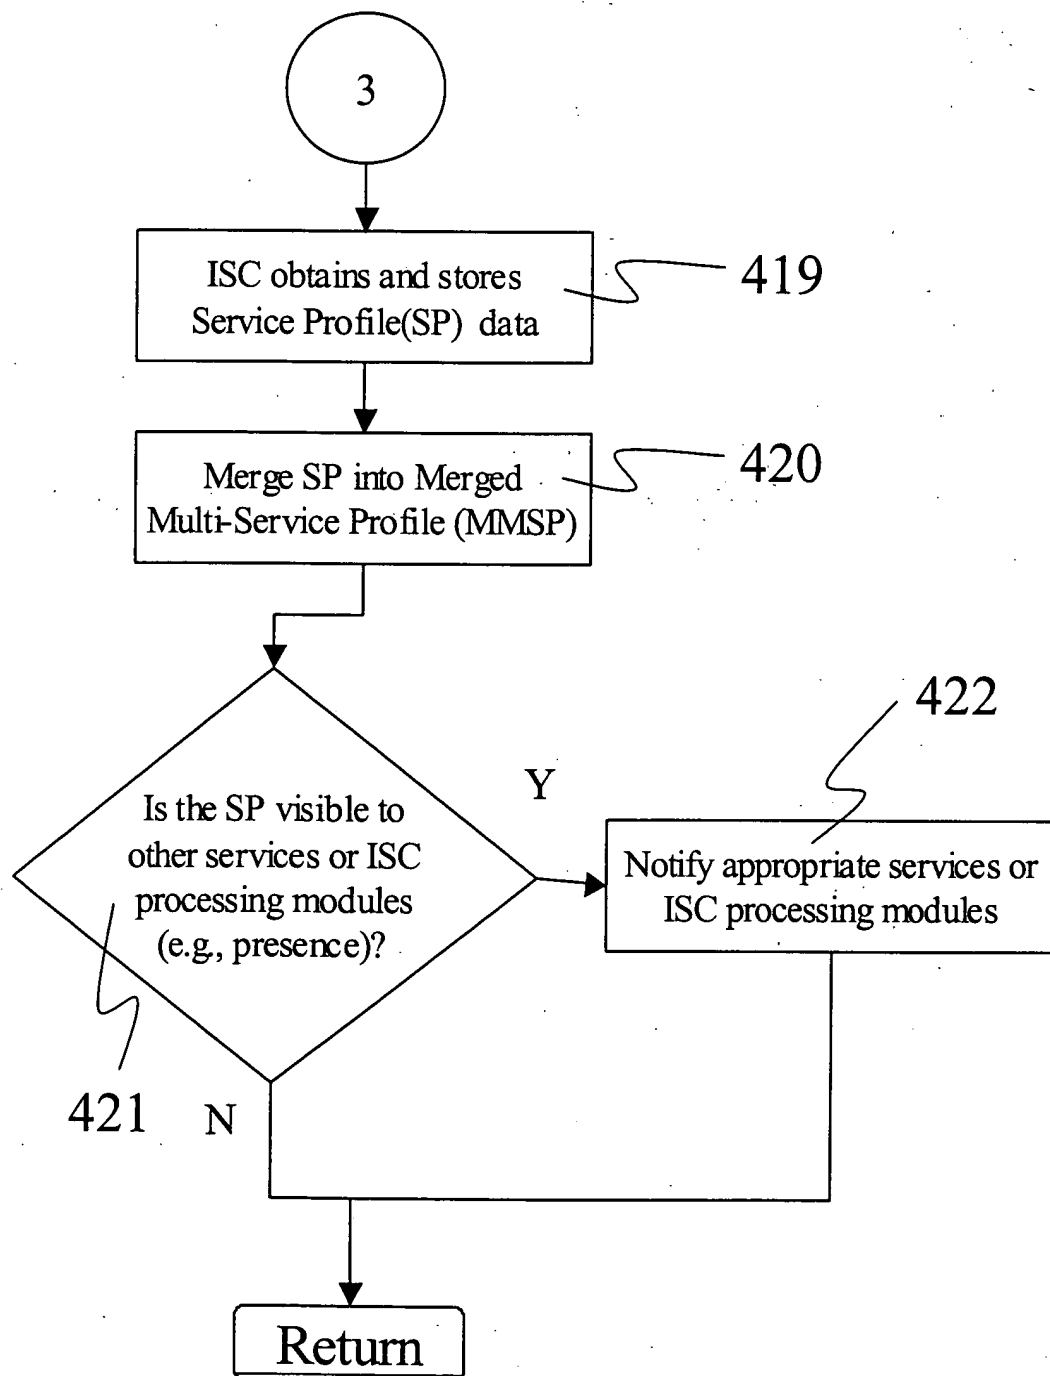 3
ISC obtains and stores
Service Profile(SP) data
419
Merge SP into Merged
Multi-Service Profile (MMSP)
420
Is the SP visible to
other services or ISC
processing modules
(e.g., presence)?
421
Y
N
422
Notify appropriate services or
ISC processing modules
Return